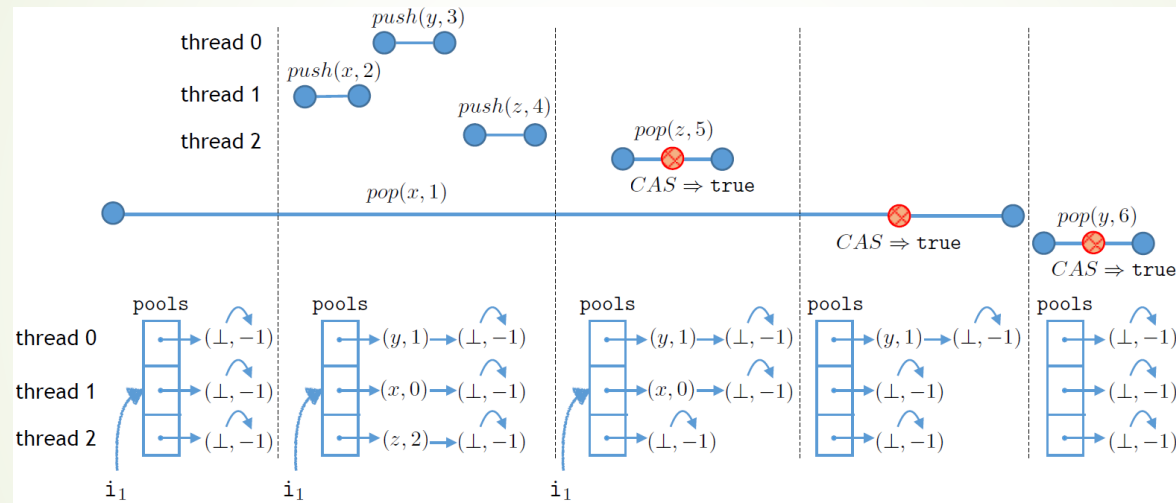 push(y, 3)
thread 0
push(x, 2)
thread 1
push(z, 4)
thread 2
pop(z, 5)
CAS ⇒ true
pop(x, 1)
CAS ⇒ true
pop(y, 6)
CAS ⇒ true
pools pools pools pools pools
thread 0 (⊥, −1) (y, 1) (⊥, −1) (y, 1) (⊥, −1) (y, 1) (⊥, −1) (⊥, −1)
thread 1 (⊥, −1) (x, 0) (⊥, −1) (x, 0) (⊥, −1) (⊥, −1) (⊥, −1)
thread 2 (⊥, −1) (z, 2) (⊥, −1) (⊥, −1) (⊥, −1) (⊥, −1)
i₁ i₁ i₁